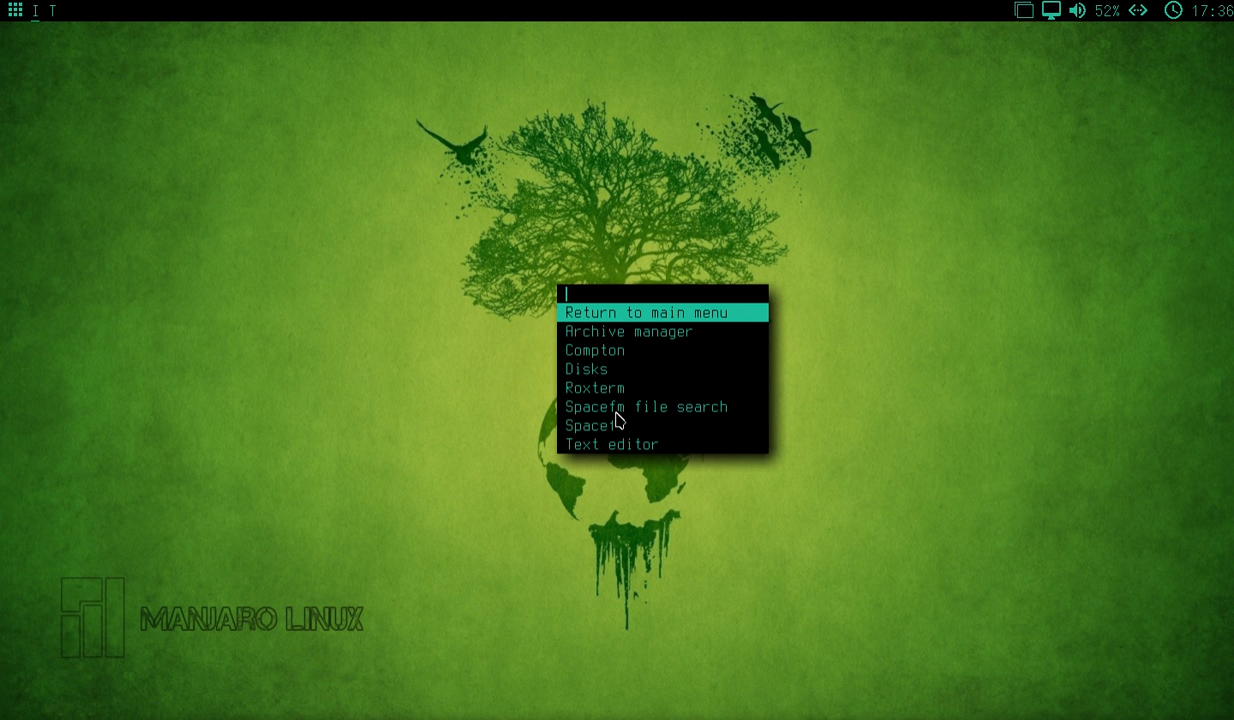 I T
52%
17:36
Return to main menu
Archive manager
Compton
Disks
Roxterm
Spacefm file search
Text editor
MANJARO LINUX